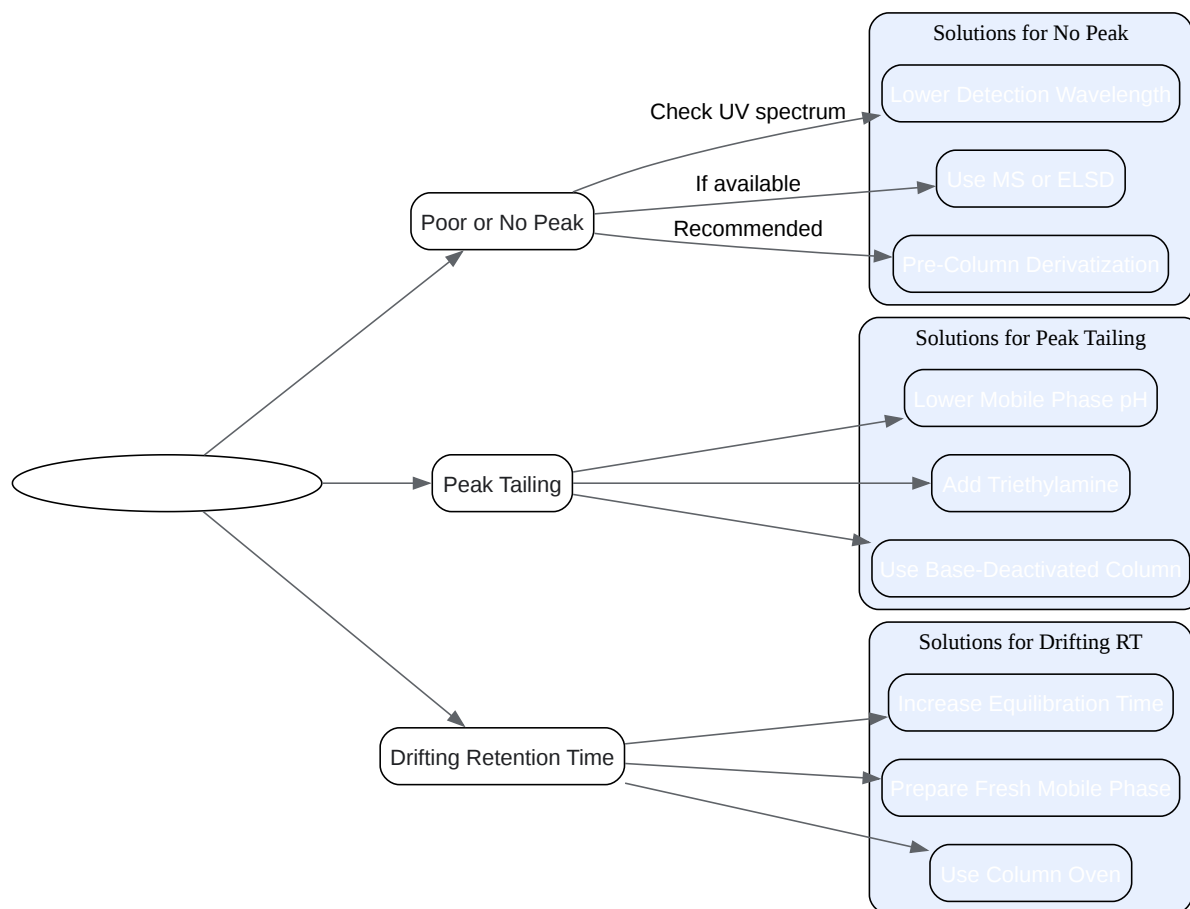 Solutions for No Peak
Lower Detection Wavelength
Check UV spectrum
Use MS or ELSD
If available
Poor or No Peak
Recommended
Pre-Column Derivatization
Solutions for Peak Tailing
Lower Mobile Phase pH
Peak Tailing
Add Triethylamine
Use Base-Deactivated Column
Solutions for Drifting RT
Increase Equilibration Time
Drifting Retention Time
Prepare Fresh Mobile Phase
Use Column Oven